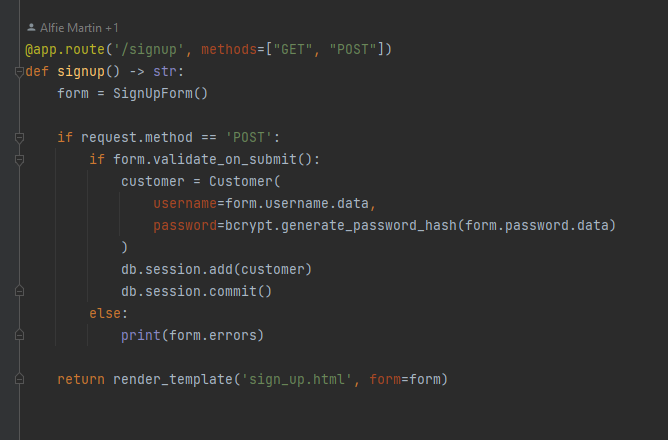 Alfie Martin +1
@app.route('/signup', methods=["GET", "POST"])
def signup() -> str:
    form = SignUpForm()

    if request.method == 'POST':
        if form.validate_on_submit():
            customer = Customer(
                username=form.username.data,
                password=bcrypt.generate_password_hash(form.password.data)
            )
            db.session.add(customer)
            db.session.commit()
        else:
            print(form.errors)

    return render_template('sign_up.html', form=form)